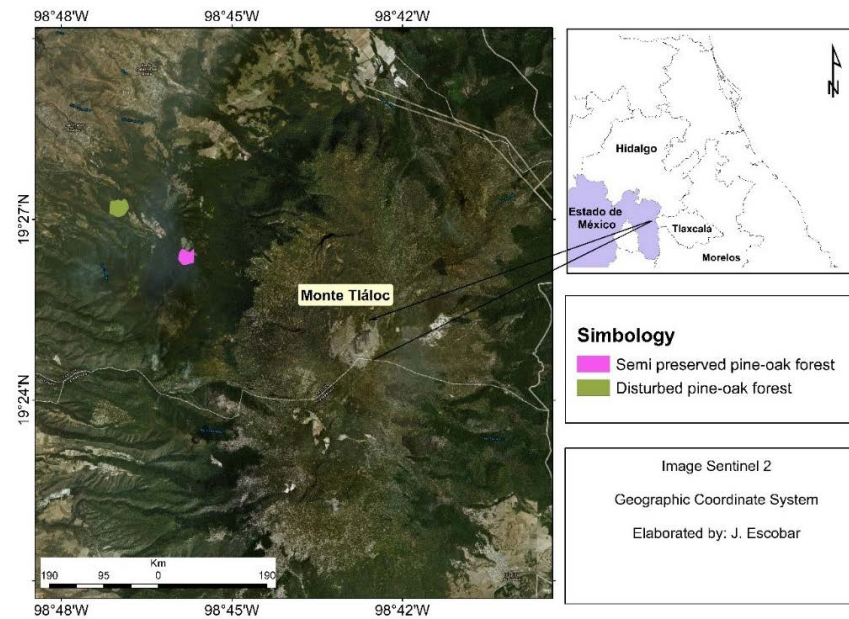 98°48'W 98°45'W 98°42'W
19°27'N
19°24'N
Monte Tláloc
Km
190 95 0 190
98°48'W 98°45'W 98°42'W
N
Hidalgo
Estado de
México
Tlaxcala
Morelos
Simbology
Semi preserved pine-oak forest
Disturbed pine-oak forest
Image Sentinel 2
Geographic Coordinate System
Elaborated by: J. Escobar